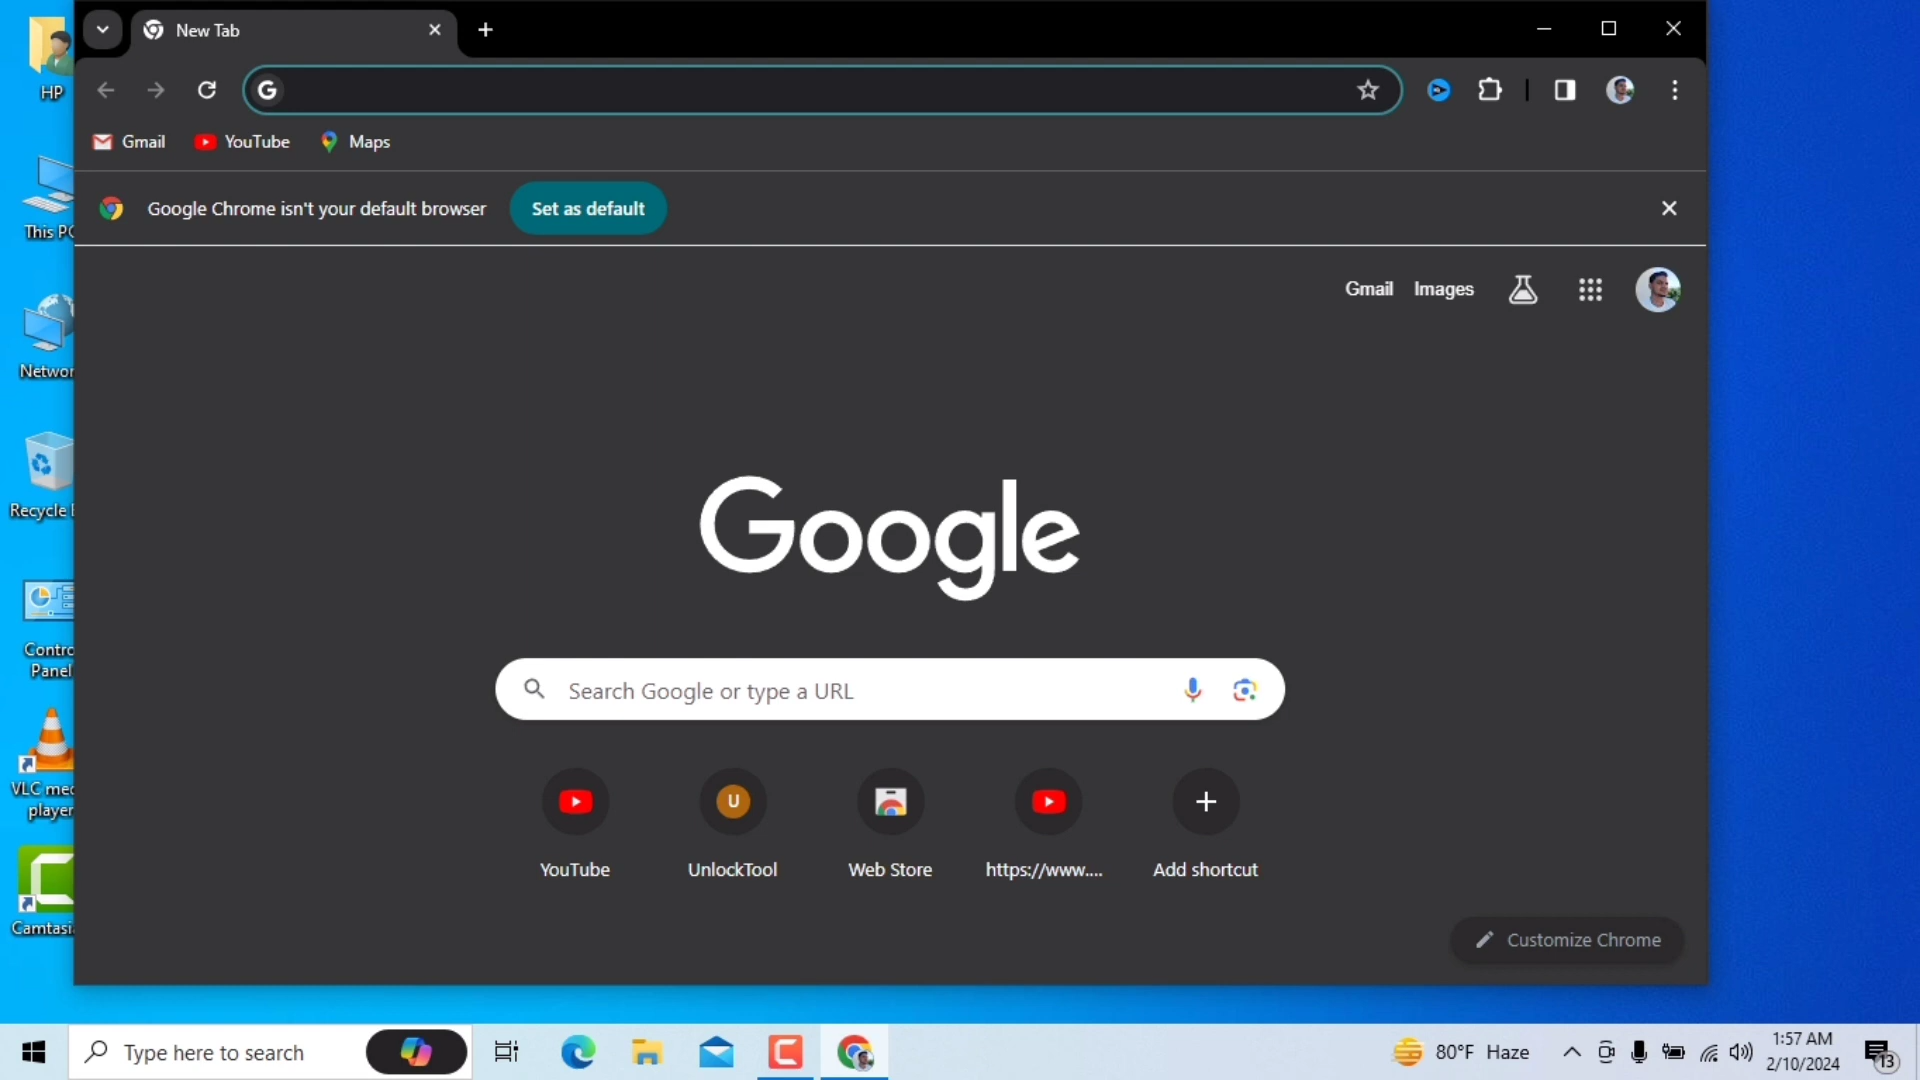 New Tab
Gmail
YouTube
Maps
Google Chrome isn't your default browser
Set as default
Gmail
Images
Google
Search Google or type a URL
U
YouTube
UnlockTool
Web Store
https://www....
Add shortcut
Customize Chrome
HP
This PC
Networ
Recycle
Contro
Panel
VLC med
player
Camtasi
Type here to search
80°F Haze
1:57 AM
2/10/2024
13